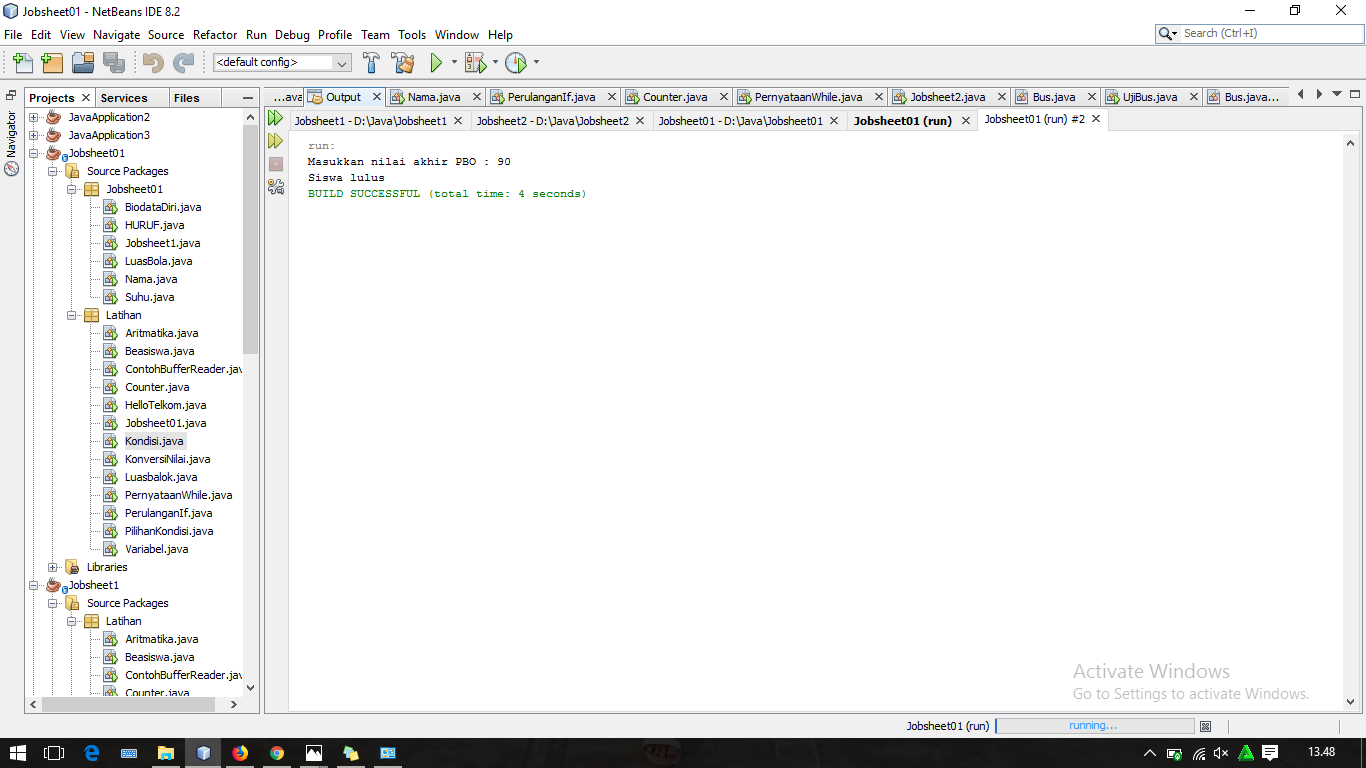 Jobsheet01 - NetBeans IDE 8.2
File Edit View Navigate Source Refactor Run Debug Profile Team Tools Window Help
Search (Ctrl+I)
<default config>
Navigator
Projects Services Files
...ava Output Nama.java PerulanganIf.java Counter.java PernyataanWhile.java Jobsheet2.java Bus.java UjiBus.java Bus.java...
Jobsheet1 - D:\Java\Jobsheet1 Jobsheet2 - D:\Java\Jobsheet2 Jobsheet01 - D:\Java\Jobsheet01 Jobsheet01 (run) Jobsheet01 (run) #2
JavaApplication2
JavaApplication3
Jobsheet01
Source Packages
Jobsheet01
BiodataDiri.java
HURUF.java
Jobsheet1.java
LuasBola.java
Nama.java
Suhu.java
Latihan
Aritmatika.java
Beasiswa.java
ContohBufferReader.jav
Counter.java
HelloTelkom.java
Jobsheet01.java
Kondisi.java
KonversiNilai.java
Luasbalok.java
PernyataanWhile.java
PerulanganIf.java
PilihanKondisi.java
Variabel.java
Libraries
Jobsheet1
Source Packages
Latihan
Aritmatika.java
Beasiswa.java
ContohBufferReader.jav
Counter.java
run:
Masukkan nilai akhir PBO : 90
Siswa lulus
BUILD SUCCESSFUL (total time: 4 seconds)
Activate Windows
Go to Settings to activate Windows.
Jobsheet01 (run) running...
13.48